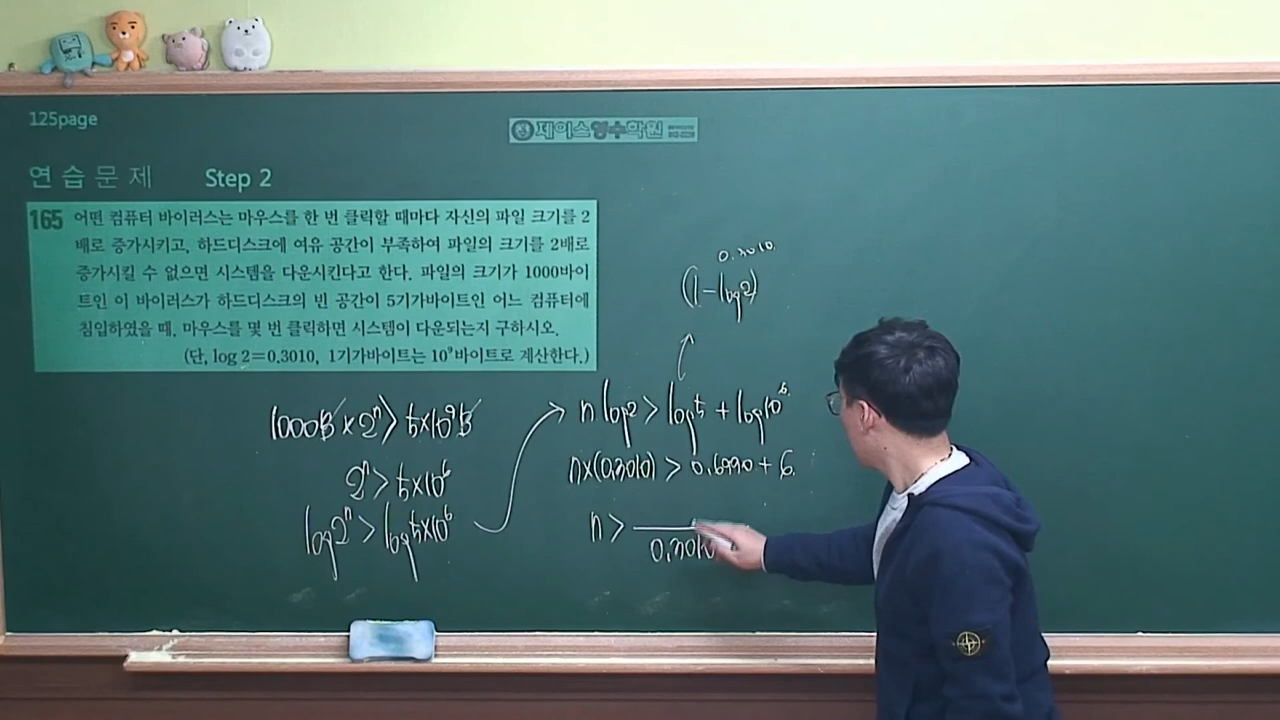 125page
제이스영수학원
연습문제 Step 2
165 어떤 컴퓨터 바이러스는 마우스를 한 번 클릭할 때마다 자신의 파일 크기를 2
배로 증가시키고, 하드디스크에 여유 공간이 부족하여 파일의 크기를 2배로
증가시킬 수 없으면 시스템을 다운시킨다고 한다. 파일의 크기가 1000바이
트인 이 바이러스가 하드디스크의 빈 공간이 5기가바이트인 어느 컴퓨터에
침입하였을 때, 마우스를 몇 번 클릭하면 시스템이 다운되는지 구하시오.
(단, log 2=0.3010, 1기가바이트는 10⁹바이트로 계산한다.)
1000B×2ⁿ>5×10⁹B
2ⁿ>5×10⁶
log2ⁿ>log5×10⁶
0.3010
(1-log2)
n log2>log5+log10⁶
n×(0.3010)>0.6990+6
n>
0.3010